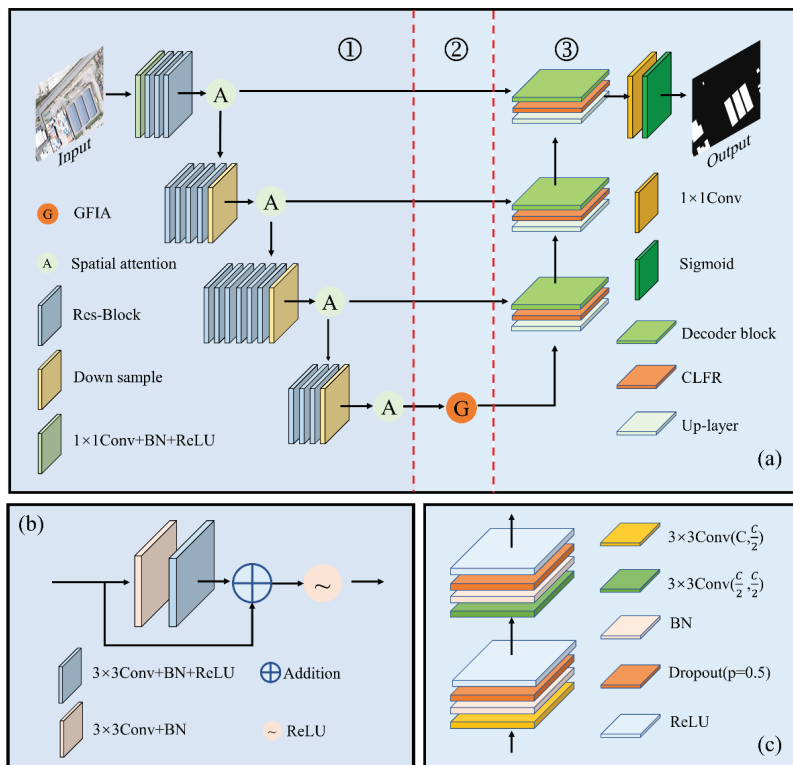 ① ② ③
A
Input
Output
A
G GFIA
1×1Conv
A Spatial attention
A
Sigmoid
Res-Block
Decoder block
Down sample
A G
CLFR
1×1Conv+BN+ReLU
Up-layer
(a)
(b)
~
3×3Conv+BN+ReLU
Addition
3×3Conv+BN
~ ReLU
3×3Conv(C,C/2)
3×3Conv(C/2,C/2)
BN
Dropout(p=0.5)
ReLU
(c)